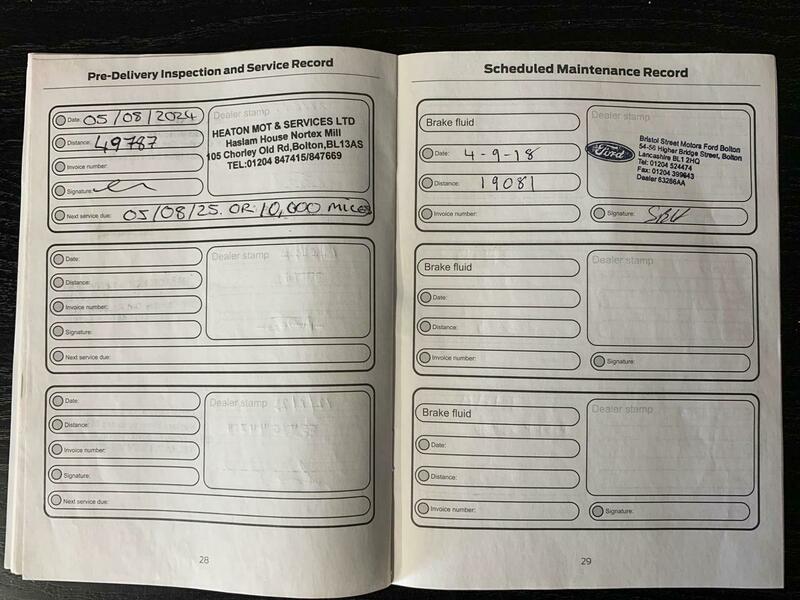 Pre-Delivery Inspection and Service Record
Date: 05/08/2024
Dealer stamp
Distance: 49787
HEATON MOT & SERVICES LTD
Haslam House Nortex Mill
105 Chorley Old Rd,Bolton,BL13AS
TEL:01204 847415/847669
Invoice number:
Signature:
Next service due: 05/08/25. OR 10,000 MILES
Date:
Dealer stamp
Distance:
Invoice number:
Signature:
Next service due:
Date:
Dealer stamp
Distance:
Invoice number:
Signature:
Next service due:
28
Scheduled Maintenance Record
Brake fluid
Dealer stamp
Date: 4-9-18
Distance: 19081
Invoice number:
Ford
Bristol Street Motors Ford Bolton
54-56 Higher Bridge Street, Bolton
Lancashire BL1 2HQ
Tel: 01204 524474
Fax: 01204 399643
Dealer 63286AA
Signature:
Brake fluid
Dealer stamp
Date:
Distance:
Invoice number:
Signature:
Brake fluid
Dealer stamp
Date:
Distance:
Invoice number:
Signature:
29